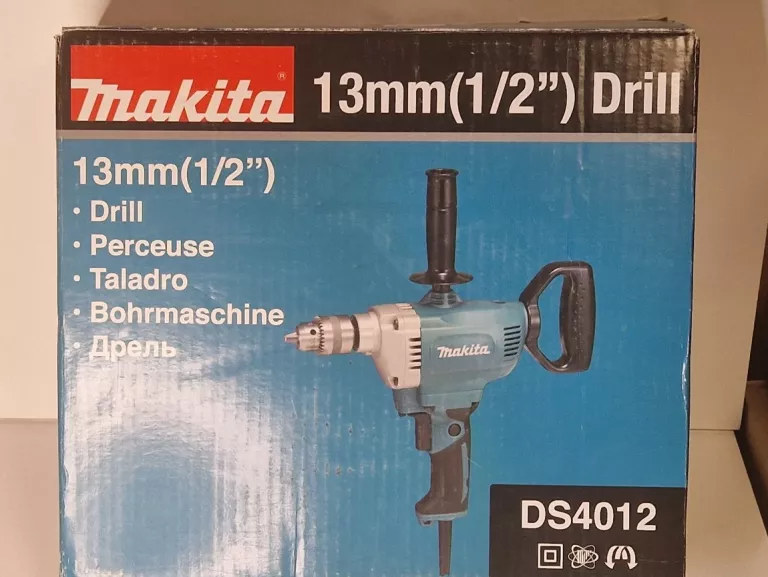 makita® 13mm(1/2”) Drill
13mm(1/2”)
· Drill
· Perceuse
· Taladro
· Bohrmaschine
· Дрель
makita
DS4012